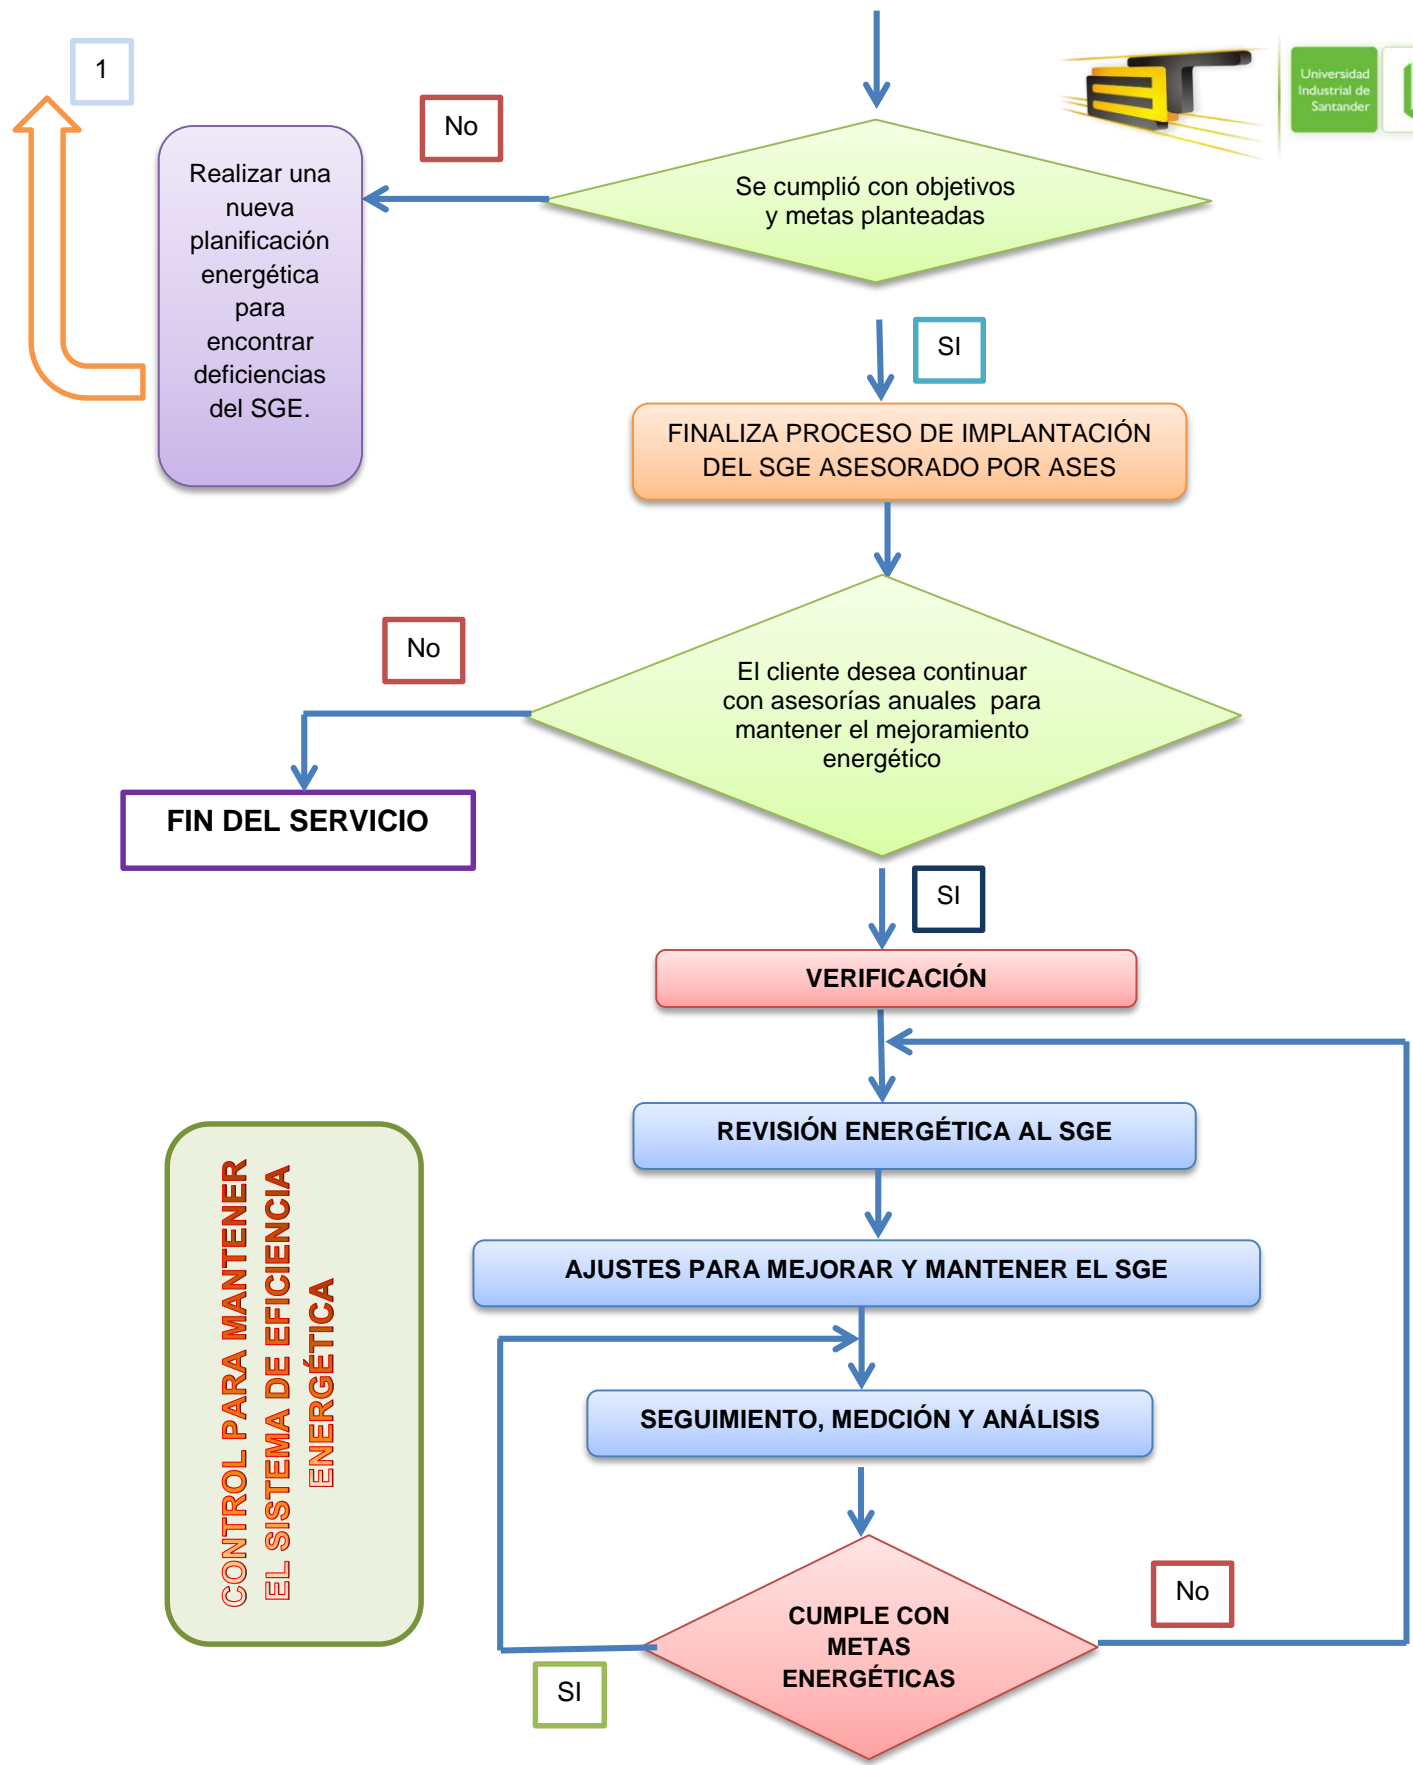 1
No
Universidad
Industrial de
Santander
Se cumplió con objetivos
y metas planteadas
Realizar una
nueva
planificación
energética
para
encontrar
deficiencias
del SGE.
SI
FINALIZA PROCESO DE IMPLANTACIÓN
DEL SGE ASESORADO POR ASES
No
El cliente desea continuar
con asesorías anuales para
mantener el mejoramiento
energético
FIN DEL SERVICIO
SI
VERIFICACIÓN
REVISIÓN ENERGÉTICA AL SGE
AJUSTES PARA MEJORAR Y MANTENER EL SGE
CONTROL PARA MANTENER
EL SISTEMA DE EFICIENCIA
ENERGÉTICA
SEGUIMIENTO, MEDCIÓN Y ANÁLISIS
No
CUMPLE CON
METAS
ENERGÉTICAS
SI